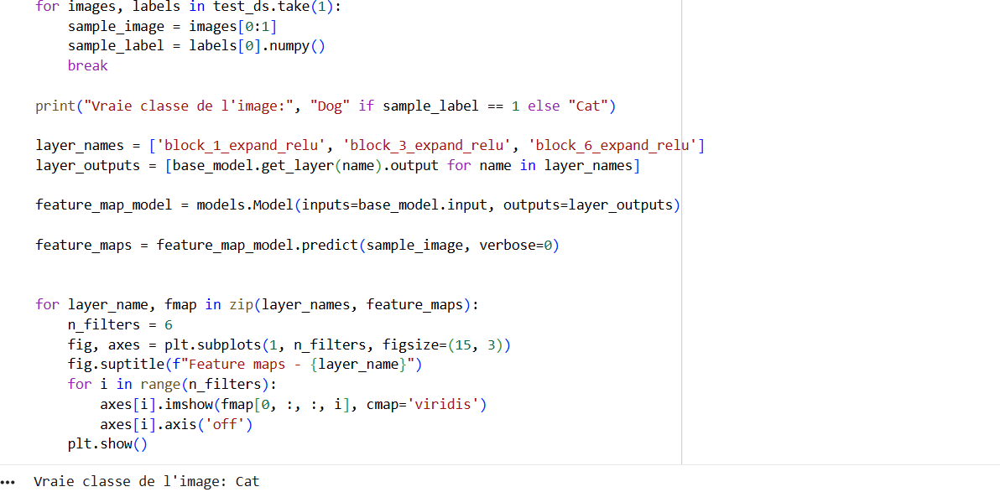 for images, labels in test_ds.take(1):
    sample_image = images[0:1]
    sample_label = labels[0].numpy()
    break

print("Vraie classe de l'image:", "Dog" if sample_label == 1 else "Cat")

layer_names = ['block_1_expand_relu', 'block_3_expand_relu', 'block_6_expand_relu']
layer_outputs = [base_model.get_layer(name).output for name in layer_names]

feature_map_model = models.Model(inputs=base_model.input, outputs=layer_outputs)

feature_maps = feature_map_model.predict(sample_image, verbose=0)


for layer_name, fmap in zip(layer_names, feature_maps):
    n_filters = 6
    fig, axes = plt.subplots(1, n_filters, figsize=(15, 3))
    fig.suptitle(f"Feature maps - {layer_name}")
    for i in range(n_filters):
        axes[i].imshow(fmap[0, :, :, i], cmap='viridis')
        axes[i].axis('off')
    plt.show()

Vraie classe de l'image: Cat